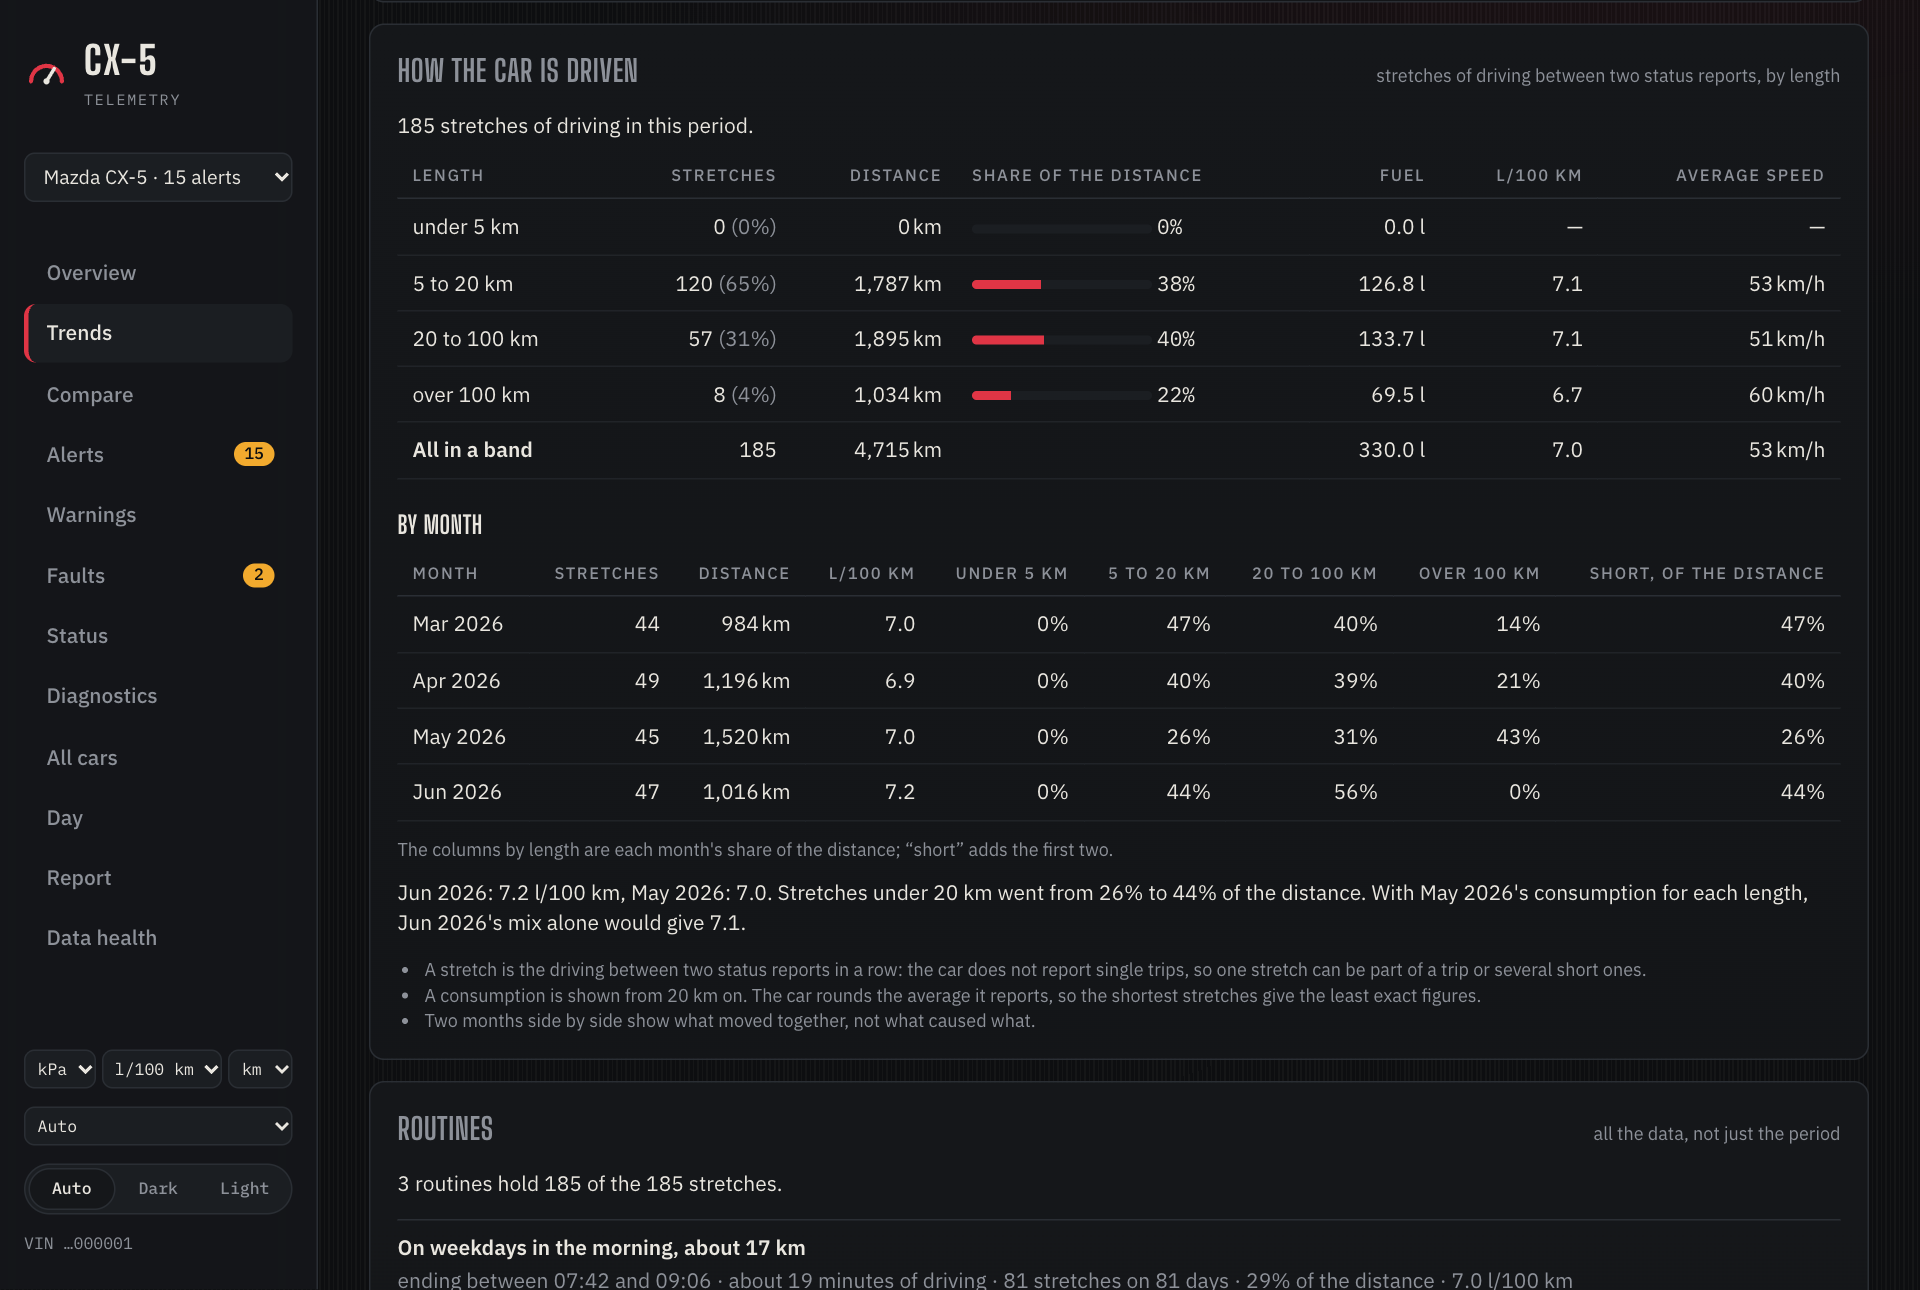 CX-5
TELEMETRY
Mazda CX-5 · 15 alerts
Overview
Trends
Compare
Alerts 15
Warnings
Faults 2
Status
Diagnostics
All cars
Day
Report
Data health
kPa l/100 km km
Auto
Auto Dark Light
VIN …000001
HOW THE CAR IS DRIVEN
stretches of driving between two status reports, by length
185 stretches of driving in this period.
LENGTH STRETCHES DISTANCE SHARE OF THE DISTANCE FUEL L/100 KM AVERAGE SPEED
under 5 km 0 (0%) 0 km 0% 0.0 l — —
5 to 20 km 120 (65%) 1,787 km 38% 126.8 l 7.1 53 km/h
20 to 100 km 57 (31%) 1,895 km 40% 133.7 l 7.1 51 km/h
over 100 km 8 (4%) 1,034 km 22% 69.5 l 6.7 60 km/h
All in a band 185 4,715 km 330.0 l 7.0 53 km/h
BY MONTH
MONTH STRETCHES DISTANCE L/100 KM UNDER 5 KM 5 TO 20 KM 20 TO 100 KM OVER 100 KM SHORT, OF THE DISTANCE
Mar 2026 44 984 km 7.0 0% 47% 40% 14% 47%
Apr 2026 49 1,196 km 6.9 0% 40% 39% 21% 40%
May 2026 45 1,520 km 7.0 0% 26% 31% 43% 26%
Jun 2026 47 1,016 km 7.2 0% 44% 56% 0% 44%
The columns by length are each month's share of the distance; “short” adds the first two.
Jun 2026: 7.2 l/100 km, May 2026: 7.0. Stretches under 20 km went from 26% to 44% of the distance. With May 2026's consumption for each length,
Jun 2026's mix alone would give 7.1.
• A stretch is the driving between two status reports in a row: the car does not report single trips, so one stretch can be part of a trip or several short ones.
• A consumption is shown from 20 km on. The car rounds the average it reports, so the shortest stretches give the least exact figures.
• Two months side by side show what moved together, not what caused what.
ROUTINES
all the data, not just the period
3 routines hold 185 of the 185 stretches.
On weekdays in the morning, about 17 km
ending between 07:42 and 09:06 · about 19 minutes of driving · 81 stretches on 81 days · 29% of the distance · 7.0 l/100 km